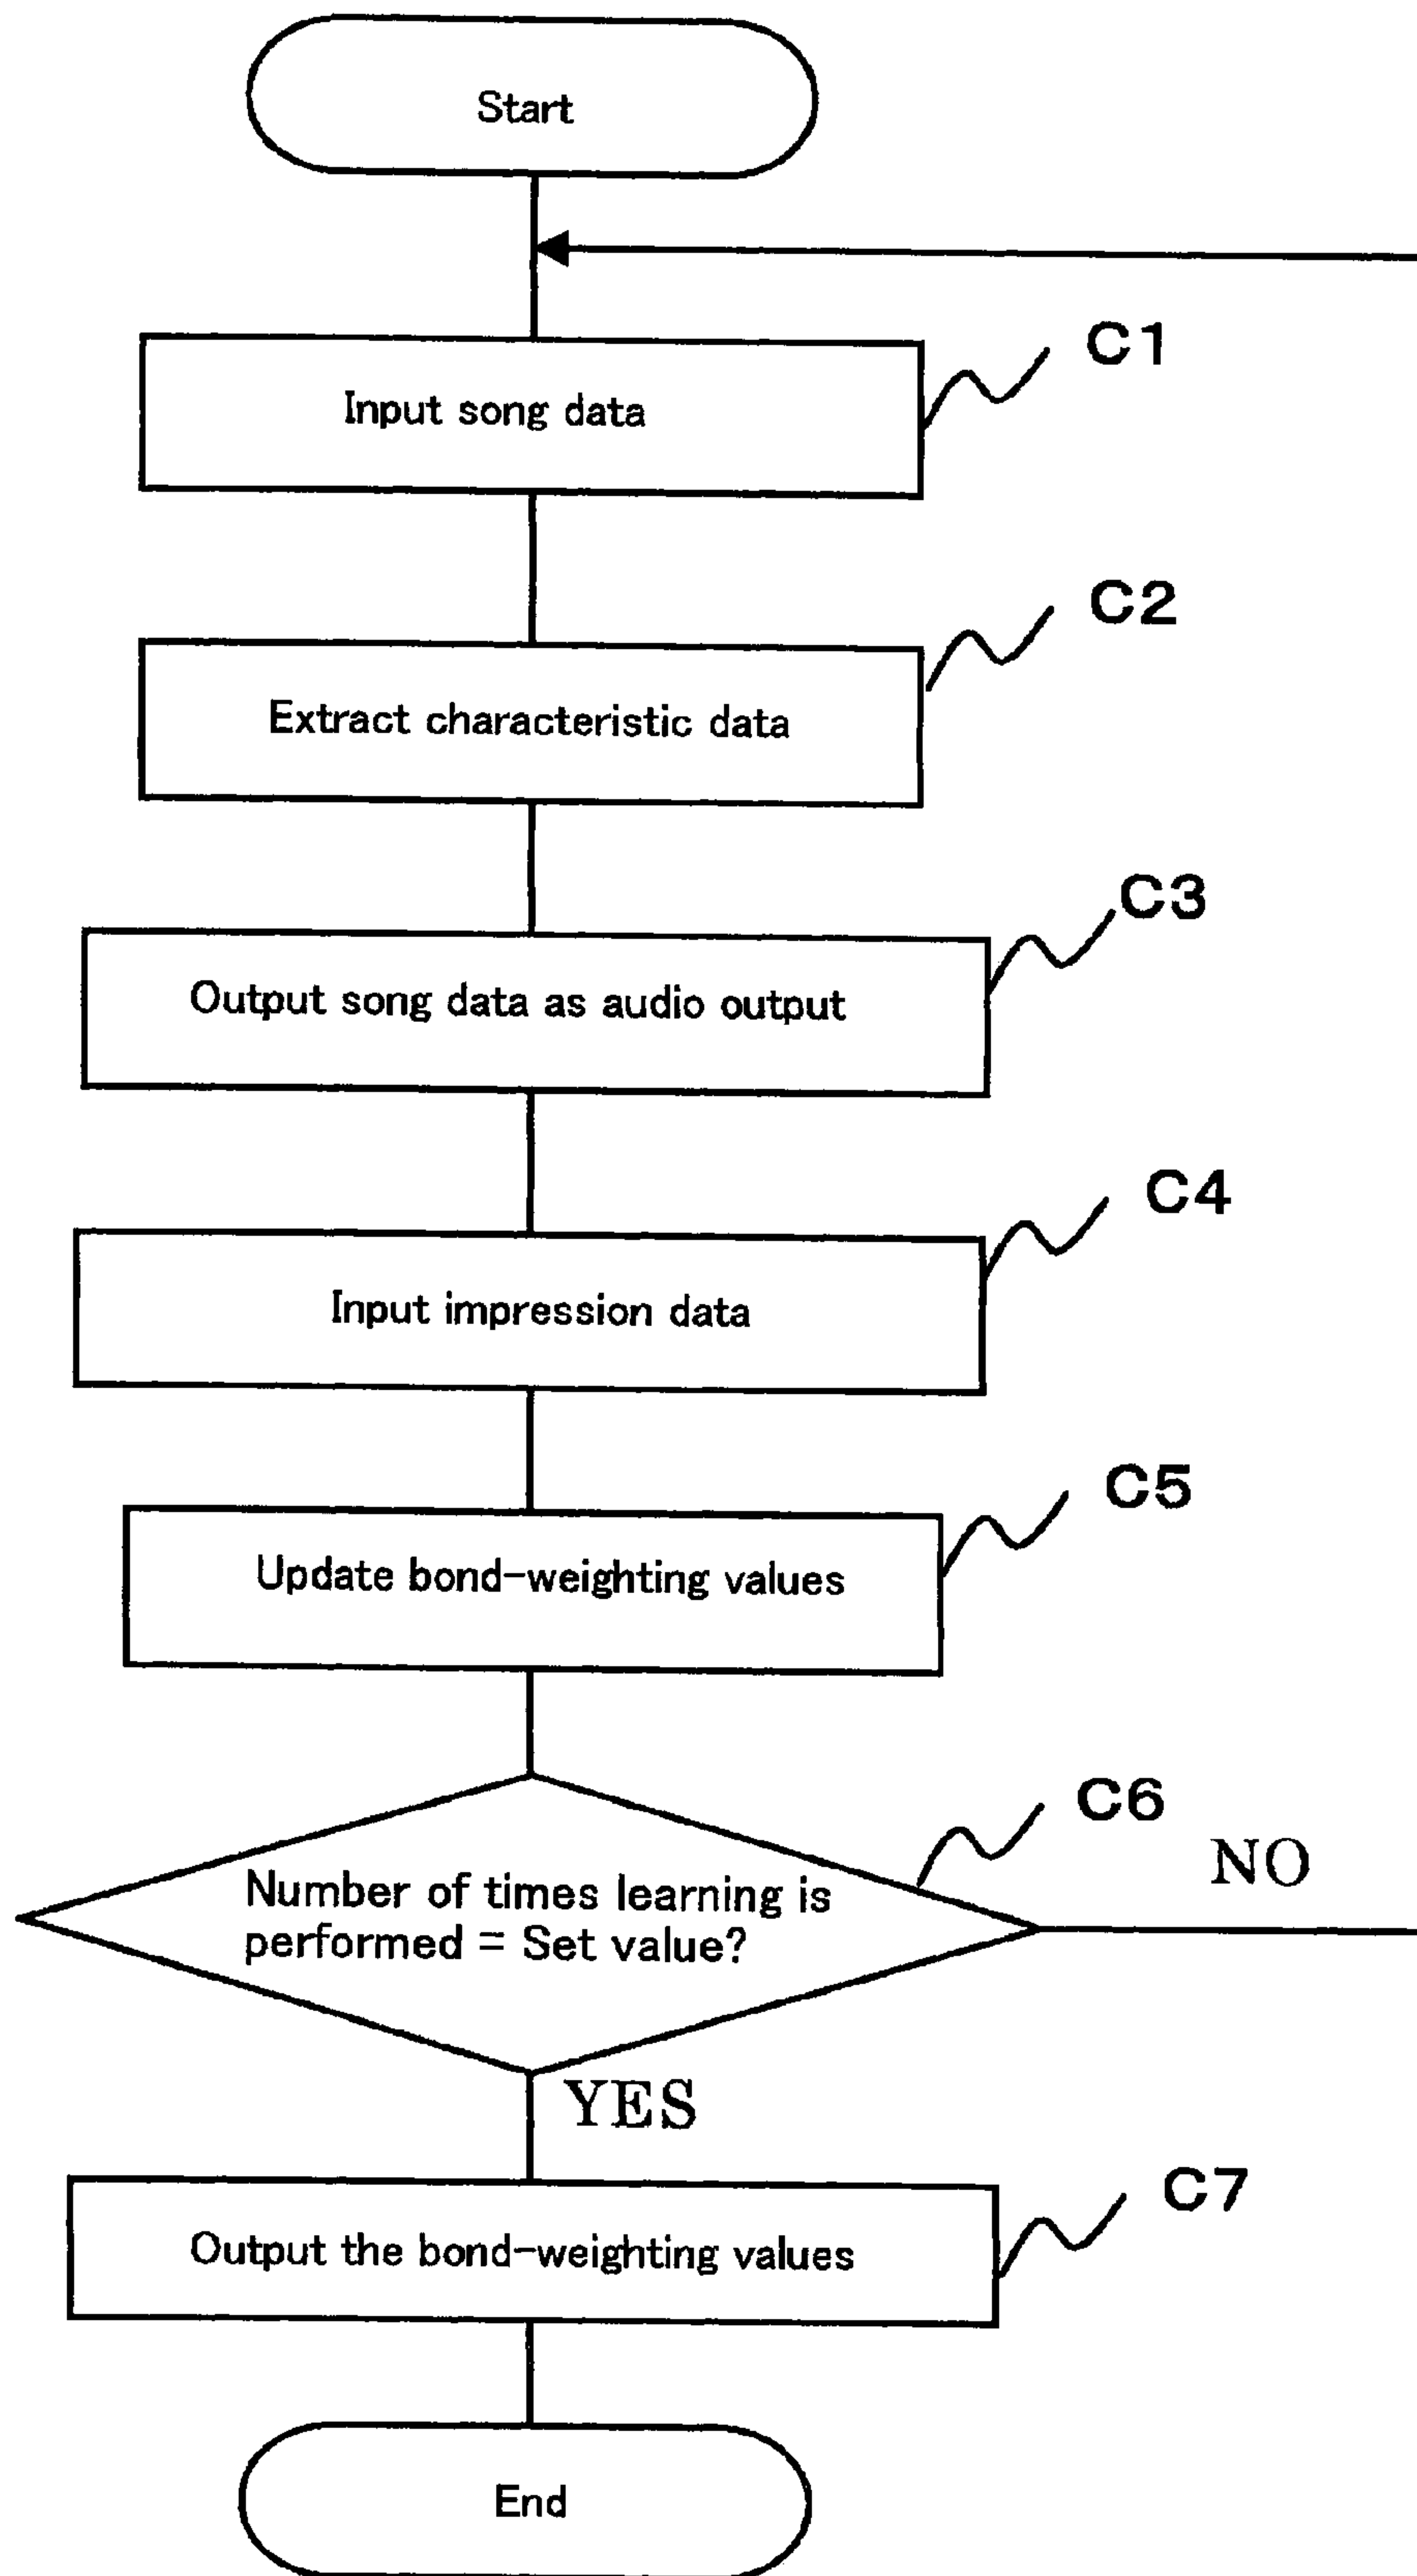 Start
C1
Input song data
C2
Extract characteristic data
C3
Output song data as audio output
C4
Input impression data
C5
Update bond-weighting values
C6
NO
Number of times learning is
performed = Set value?
YES
C7
Output the bond-weighting values
End